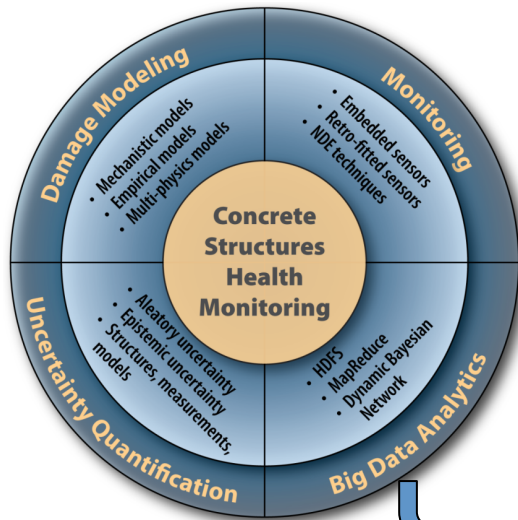 Damage Modeling
• Mechanistic models
• Empirical models
• Multi-physics models
Monitoring
• Embedded sensors
• Retro-fitted sensors
• NDE techniques
Concrete
Structures
Health
Monitoring
Uncertainty Quantification
• Aleatory uncertainty
• Epistemic uncertainty
• Structures, measurements,
models
Big Data Analytics
• HDFS
• MapReduce
• Dynamic Bayesian
Network